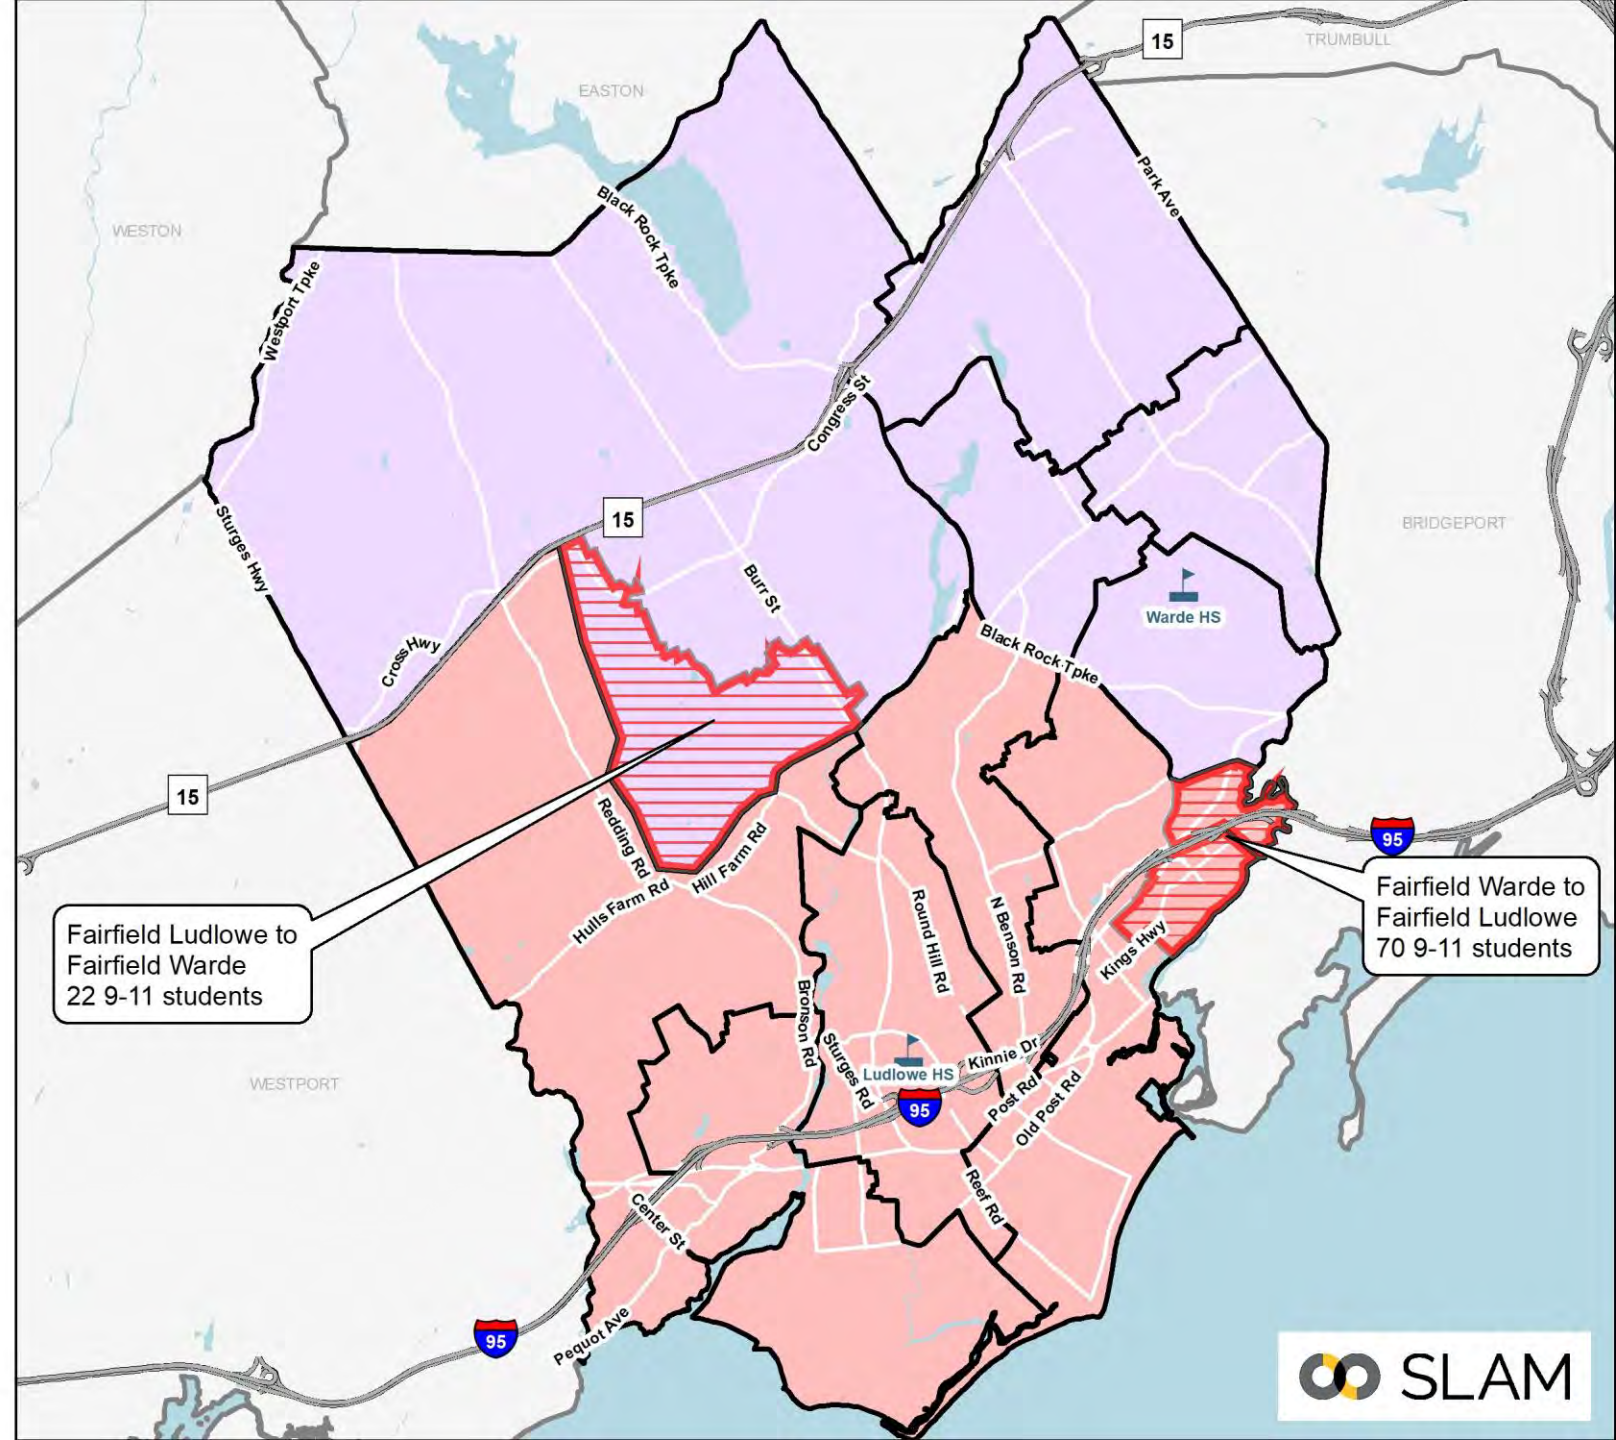 15
TRUMBULL
EASTON
Park Ave
Black Rock Tpke
WESTON
Westport Tpke
Congress St
15
Sturges Hwy
BRIDGEPORT
Burr St
Warde HS
Cross Hwy
Black Rock Tpke
15
95
Redding Rd
Hill Farm Rd
Hulls Farm Rd
Fairfield Warde to
Fairfield Ludlowe
70 9-11 students
Fairfield Ludlowe to
Fairfield Warde
22 9-11 students
Round Hill Rd
N Benson Rd
Kings Hwy
Bronson Rd
Sturges Rd
Ludlowe HS
Kinnie Dr
WESTPORT
95
Post Rd
Old Post Rd
Reef Rd
Center St
95
Pequot Ave
SLAM